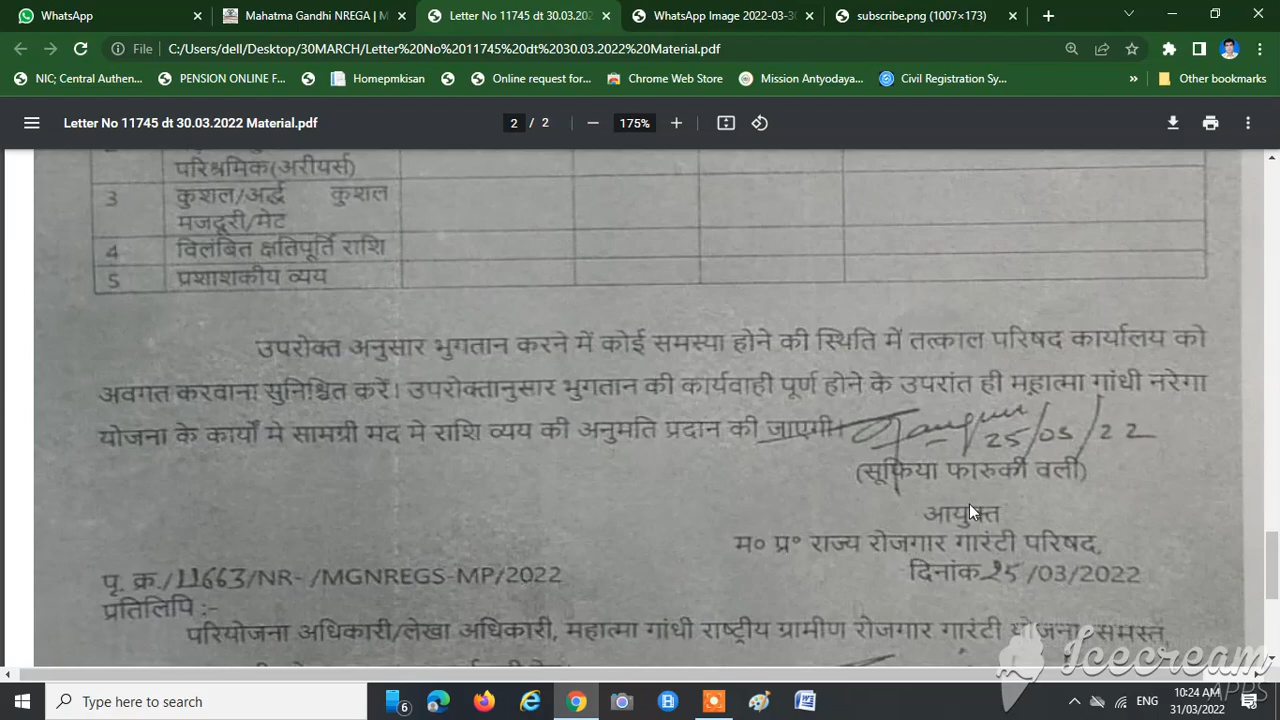 WhatsApp
Mahatma Gandhi NREGA | M
Letter No 11745 dt 30.03.202
WhatsApp Image 2022-03-30
subscribe.png (1007×173)
File
C:/Users/dell/Desktop/30MARCH/Letter%20No%2011745%20dt%2030.03.2022%20Material.pdf
NIC; Central Authen...
PENSION ONLINE F...
Homepmkisan
Online request for...
Chrome Web Store
Mission Antyodaya...
Civil Registration Sy...
»
Other bookmarks
Letter No 11745 dt 30.03.2022 Material.pdf
2 / 2
175%
परिश्रमिक(अरीयर्स)
3 कुशल/अर्द्ध कुशल
मजदूरी/मेट
4 विलंबित क्षतिपूर्ति राशि
5 प्रशाशकीय व्यय
उपरोक्त अनुसार भुगतान करने में कोई समस्या होने की स्थिति में तत्काल परिषद कार्यालय को
अवगत करवाना सुनिश्चित करें। उपरोक्तानुसार भुगतान की कार्यवाही पूर्ण होने के उपरांत ही महात्मा गांधी नरेगा
योजना के कार्यों मे सामग्री मद मे राशि व्यय की अनुमति प्रदान की जाएगी।
25/03/22
(सूफिया फारुकी वली)
आयुक्त
म० प्र० राज्य रोजगार गारंटी परिषद,
पृ. क्र./11663/NR- /MGNREGS-MP/2022
दिनांक 25/03/2022
प्रतिलिपि :-
परियोजना अधिकारी/लेखा अधिकारी, महात्मा गांधी राष्ट्रीय ग्रामीण रोजगार गारंटी योजना समस्त,
Icecream
APPS
Type here to search
6
ENG
10:24 AM
31/03/2022